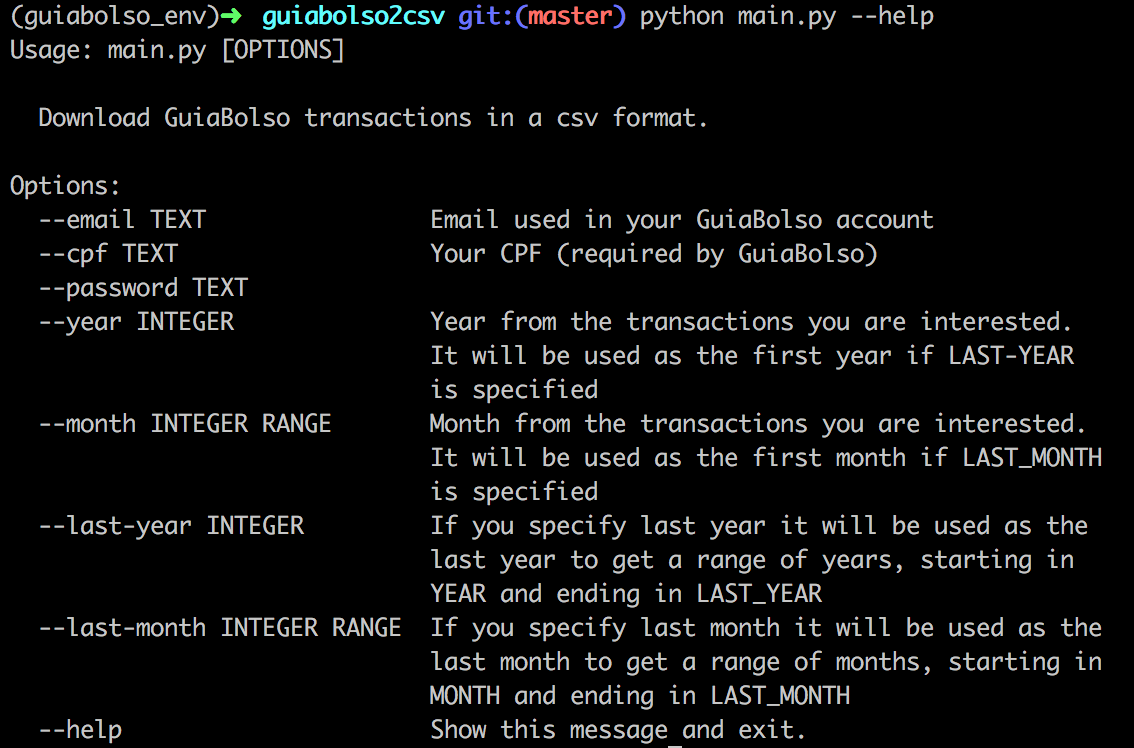 (guiabolso_env)➜  guiabolso2csv git:(master) python main.py --help
Usage: main.py [OPTIONS]

  Download GuiaBolso transactions in a csv format.

Options:
  --email TEXT                Email used in your GuiaBolso account
  --cpf TEXT                  Your CPF (required by GuiaBolso)
  --password TEXT
  --year INTEGER              Year from the transactions you are interested.
                              It will be used as the first year if LAST-YEAR
                              is specified
  --month INTEGER RANGE       Month from the transactions you are interested.
                              It will be used as the first month if LAST_MONTH
                              is specified
  --last-year INTEGER         If you specify last year it will be used as the
                              last year to get a range of years, starting in
                              YEAR and ending in LAST_YEAR
  --last-month INTEGER RANGE  If you specify last month it will be used as the
                              last month to get a range of months, starting in
                              MONTH and ending in LAST_MONTH
  --help                      Show this message and exit.